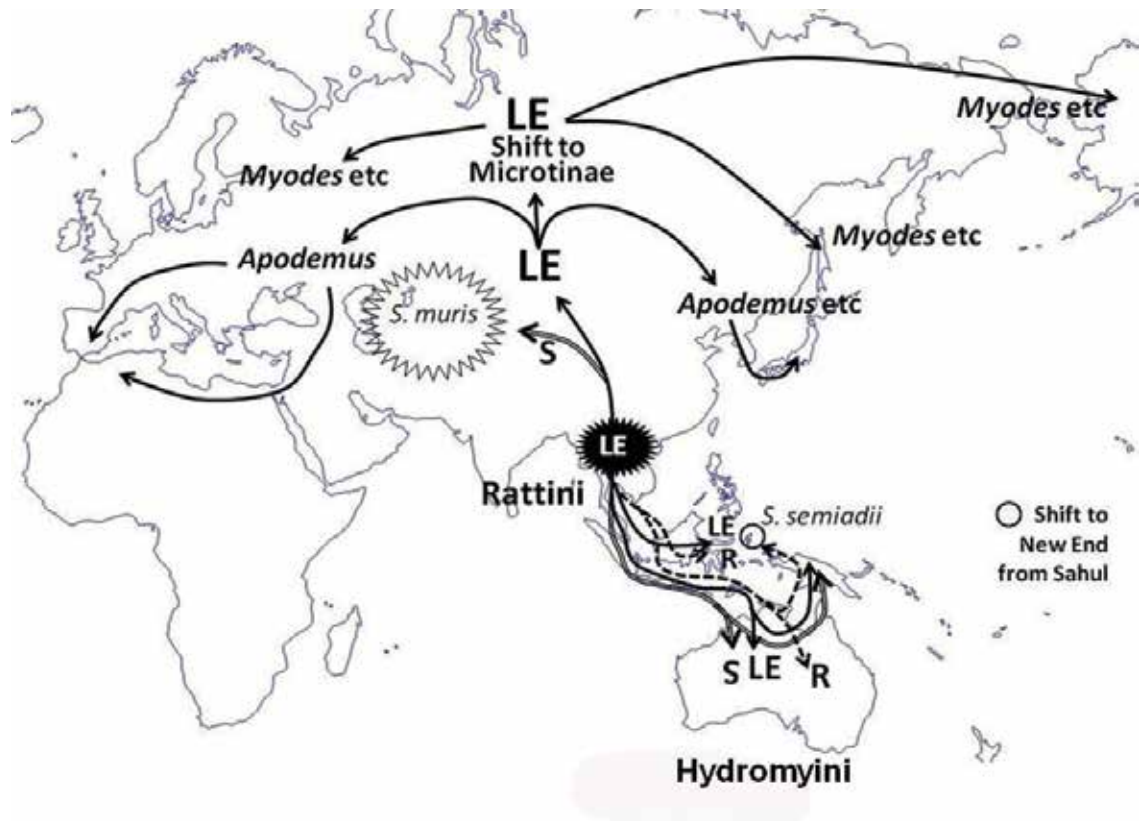 LE
Shift to
Microtinae
Myodes etc
Myodes etc
Myodes etc
Apodemus
LE
Apodemus etc
S. muris
S
LE
Rattini
LE
R
S. semiadii
Shift to
New End
from Sahul
S
LE
R
Hydromyini